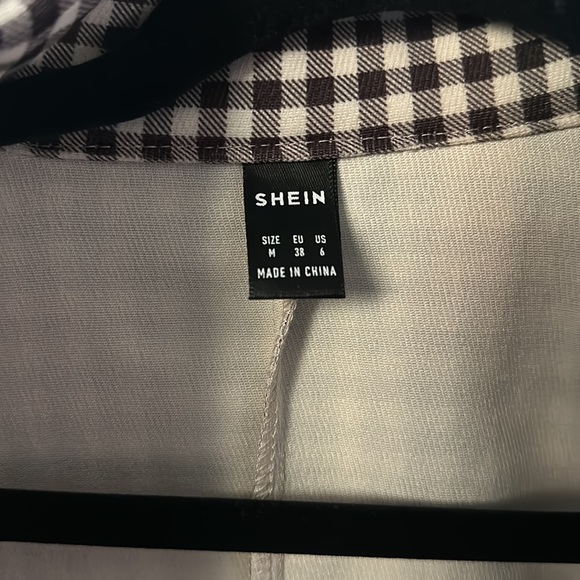 SHEIN
SIZE EU US
M 38 6
MADE IN CHINA